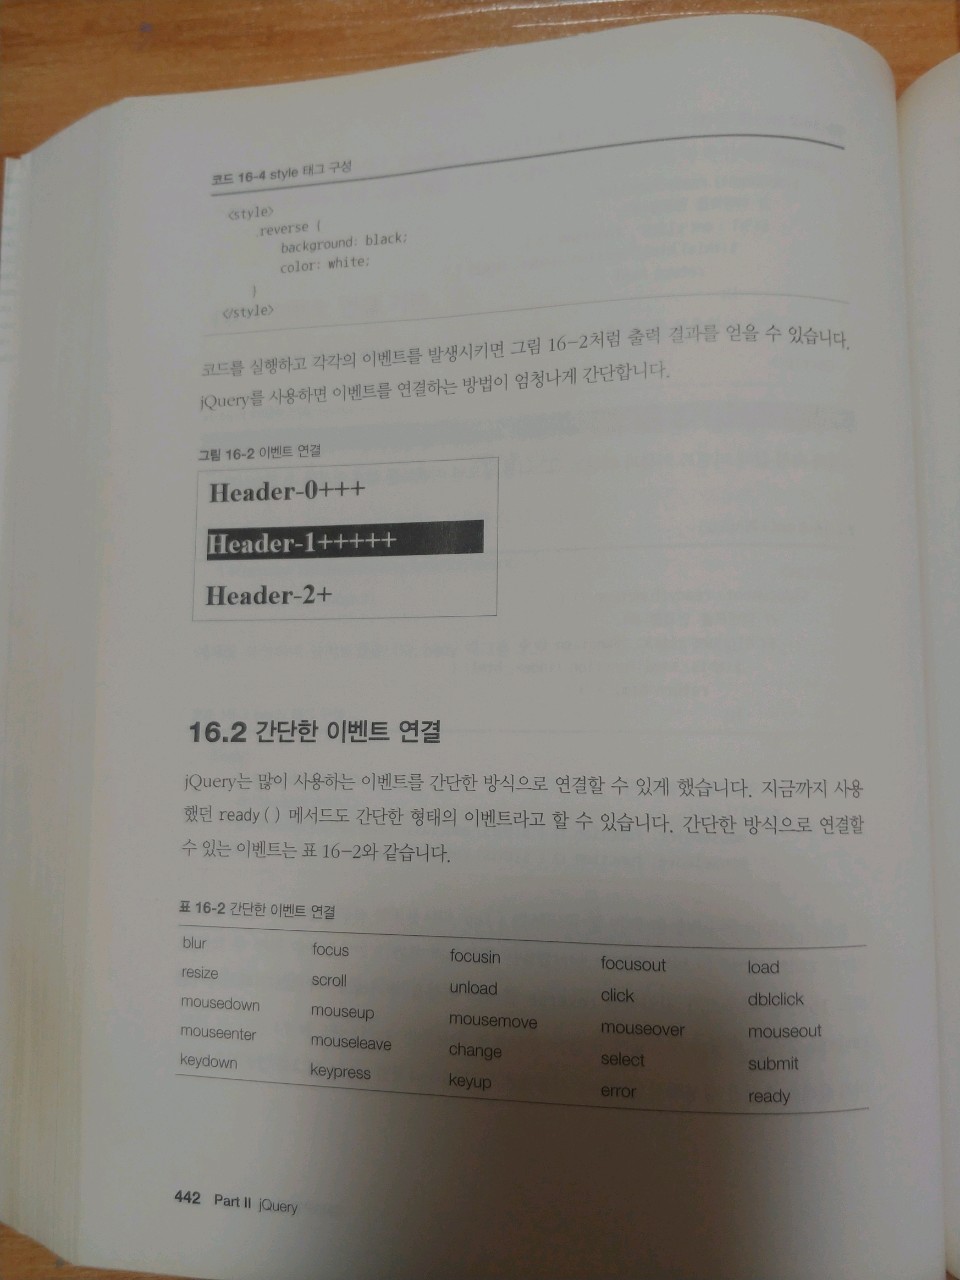 코드 16-4 style 태그 구성
<style>
.reverse {
background: black;
color: white;
}
</style>
코드를 실행하고 각각의 이벤트를 발생시키면 그림 16-2처럼 출력 결과를 얻을 수 있습니다.
jQuery를 사용하면 이벤트를 연결하는 방법이 엄청나게 간단합니다.
그림 16-2 이벤트 연결
Header-0+++
Header-1+++++
Header-2+
16.2 간단한 이벤트 연결
jQuery는 많이 사용하는 이벤트를 간단한 방식으로 연결할 수 있게 했습니다. 지금까지 사용
했던 ready() 메서드도 간단한 형태의 이벤트라고 할 수 있습니다. 간단한 방식으로 연결할
수 있는 이벤트는 표 16-2와 같습니다.
표 16-2 간단한 이벤트 연결
blur focus focusin focusout load
resize scroll unload click dblclick
mousedown mouseup mousemove mouseover mouseout
mouseenter mouseleave change select submit
keydown keypress keyup error ready
442 Part II jQuery